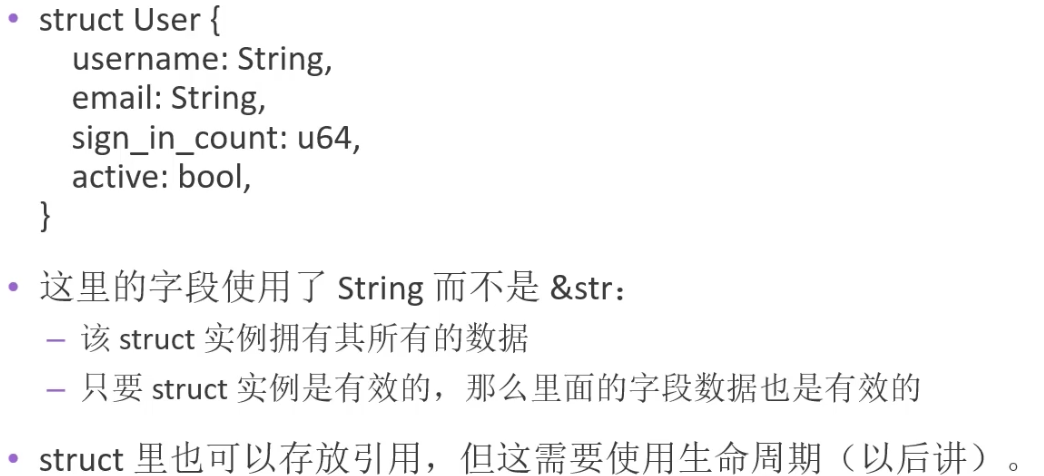 • struct User {
username: String,
email: String,
sign_in_count: u64,
active: bool,
}
• 这里的字段使用了 String 而不是 &str：
– 该 struct 实例拥有其所有的数据
– 只要 struct 实例是有效的，那么里面的字段数据也是有效的
• struct 里也可以存放引用，但这需要使用生命周期（以后讲）。